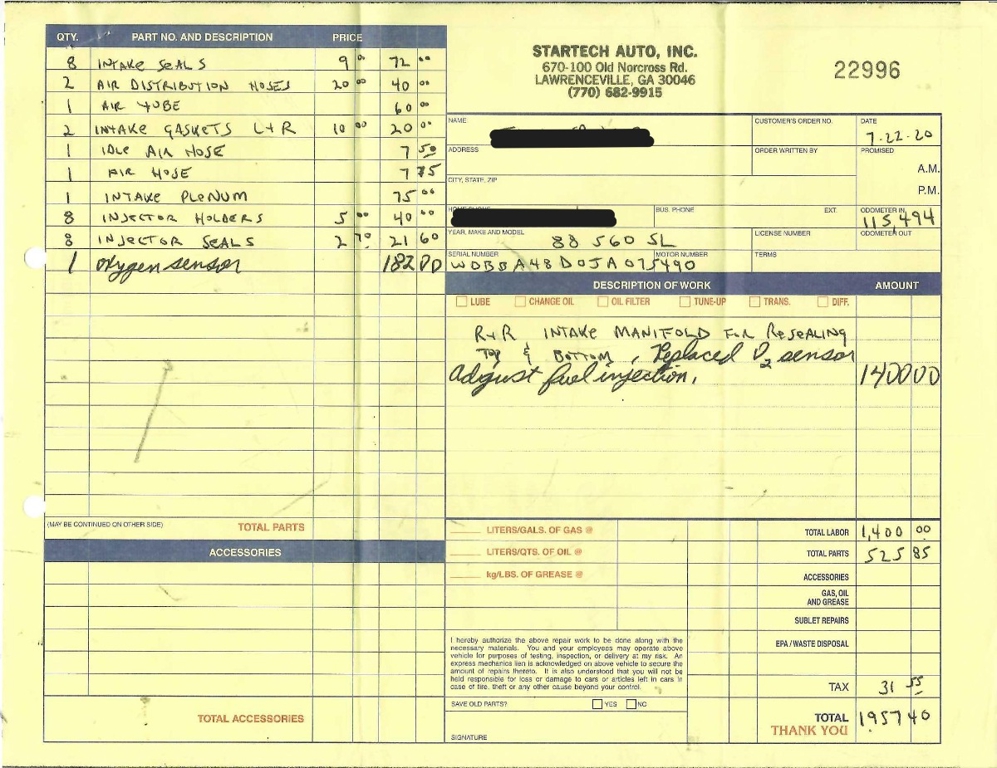 QTY. PART NO. AND DESCRIPTION PRICE
8 INTAKE SEALS 9 00 72 00
2 AIR DISTRIBUTION HOSES 20 00 40 00
1 AIR TUBE 60 00
2 INTAKE GASKETS L+R 10 00 20 00
1 IDLE AIR HOSE 7 50
1 AIR HOSE 7 75
1 INTAKE PLENUM 75 00
8 INJECTOR HOLDERS 5 00 40 00
8 INJECTOR SEALS 2 70 21 60
1 Oxygen sensor 182 00
(MAY BE CONTINUED ON OTHER SIDE) TOTAL PARTS
ACCESSORIES
TOTAL ACCESSORIES
STARTECH AUTO, INC.
670-100 Old Norcross Rd.
LAWRENCEVILLE, GA 30046
(770) 682-9915
22996
NAME CUSTOMER'S ORDER NO. DATE
7-22-20
ADDRESS ORDER WRITTEN BY PROMISED
A.M.
CITY, STATE, ZIP
P.M.
HOME PHONE BUS. PHONE EXT. ODOMETER IN
115,494
YEAR, MAKE AND MODEL LICENSE NUMBER ODOMETER OUT
88 560 SL
SERIAL NUMBER MOTOR NUMBER TERMS
WDBBA48D0JA075490
DESCRIPTION OF WORK AMOUNT
LUBE CHANGE OIL OIL FILTER TUNE-UP TRANS. DIFF.
R+R INTAKE MANIFOLD FOR RESEALING
TOP & BOTTOM, Replaced O2 sensor
adjust fuel injection. 1400 00
LITERS/GALS. OF GAS @ TOTAL LABOR 1,400 00
LITERS/QTS. OF OIL @ TOTAL PARTS 525 85
kg/LBS. OF GREASE @ ACCESSORIES
GAS, OIL
AND GREASE
SUBLET REPAIRS
EPA / WASTE DISPOSAL
I hereby authorize the above repair work to be done along with the
necessary materials. You and your employees may operate above
vehicle for purposes of testing, inspection, or delivery at my risk. An
express mechanics lien is acknowledged on above vehicle to secure the
amount of repairs thereto. It is also understood that you will not be
held responsible for loss or damage to cars or articles left in cars in
case of fire, theft or any other cause beyond your control.
TAX 31 55
SAVE OLD PARTS? YES NO
TOTAL 1957 40
THANK YOU
SIGNATURE